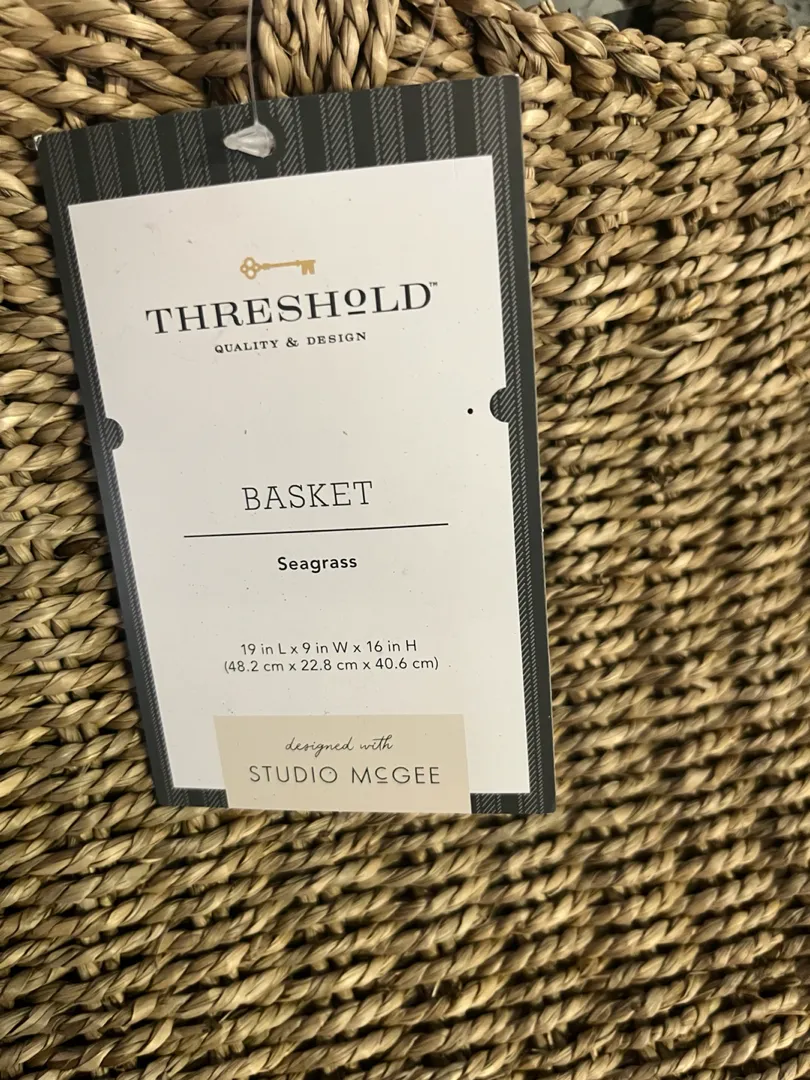 THRESHOLD™
QUALITY & DESIGN
BASKET
Seagrass
19 in L x 9 in W x 16 in H
(48.2 cm x 22.8 cm x 40.6 cm)
designed with
STUDIO McGEE